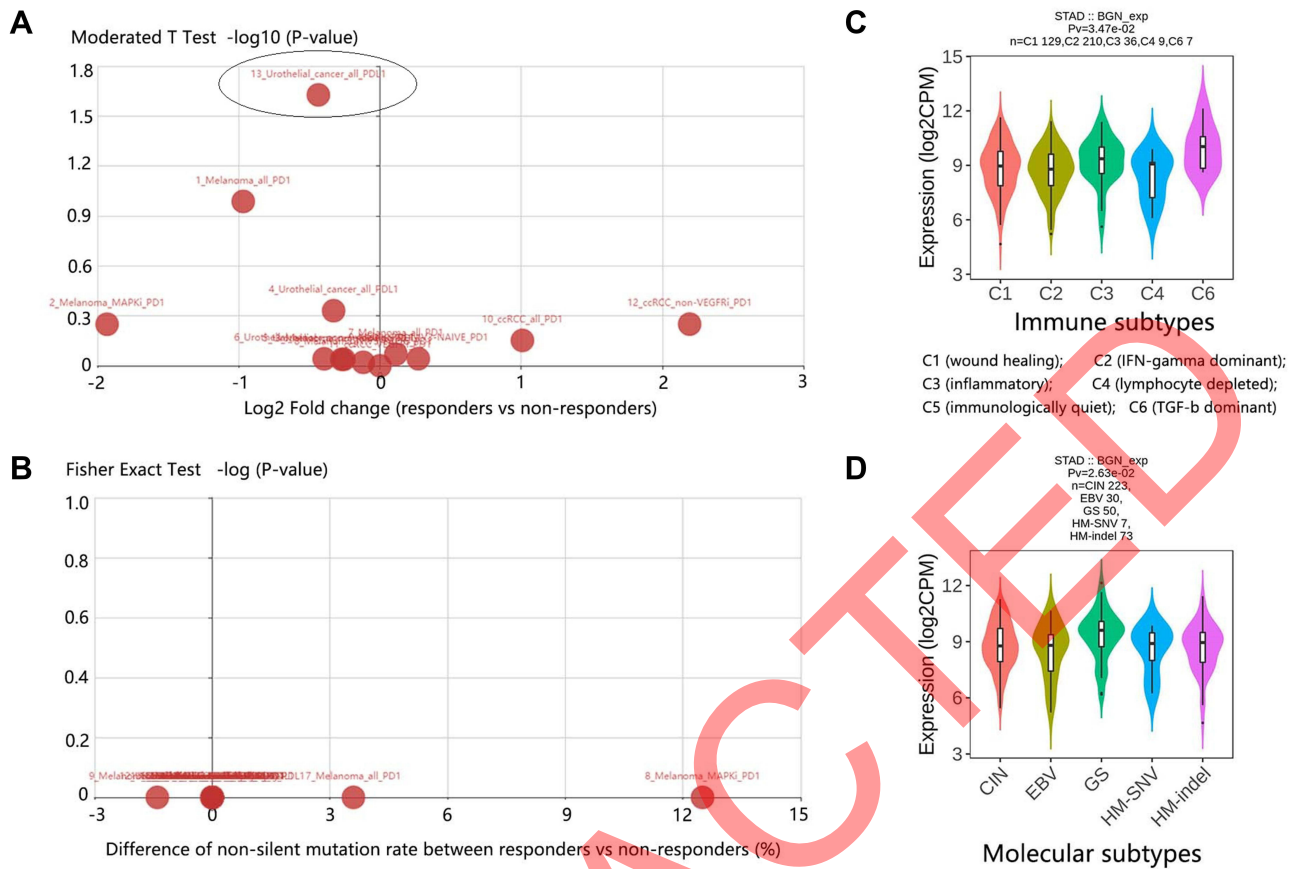 A
Moderated T Test -log10 (P-value)
1.8
1.5
1.2
0.9
0.6
0.3
0
13_Urothelial_cancer_all_PDL1
1_Melanoma_all_PD1
4_Urothelial_cancer_all_PDL1
2_Melanoma_MAPKi_PD1
12_ccRCC_non-VEGFRi_PD1
10_ccRCC_all_PD1
7_Melanoma_all_PD1
-2
-1
0
1
2
3
Log2 Fold change (responders vs non-responders)
B
Fisher Exact Test -log (P-value)
1.0
0.8
0.6
0.4
0.2
0
17_Melanoma_all_PD1
8_Melanoma_MAPKi_PD1
-3
0
3
6
9
12
15
Difference of non-silent mutation rate between responders vs non-responders (%)
C
STAD :: BGN_exp
Pv=3.47e-02
n=C1 129,C2 210,C3 36,C4 9,C6 7
Expression (log2CPM)
15
12
9
6
3
C1
C2
C3
C4
C6
Immune subtypes
C1 (wound healing); C2 (IFN-gamma dominant);
C3 (inflammatory); C4 (lymphocyte depleted);
C5 (immunologically quiet); C6 (TGF-b dominant)
D
STAD :: BGN_exp
Pv=2.63e-02
n=CIN 223,
EBV 30,
GS 50,
HM-SNV 7,
HM-indel 73
Expression (log2CPM)
12
9
6
3
CIN
EBV
GS
HM-SNV
HM-indel
Molecular subtypes
ACTED